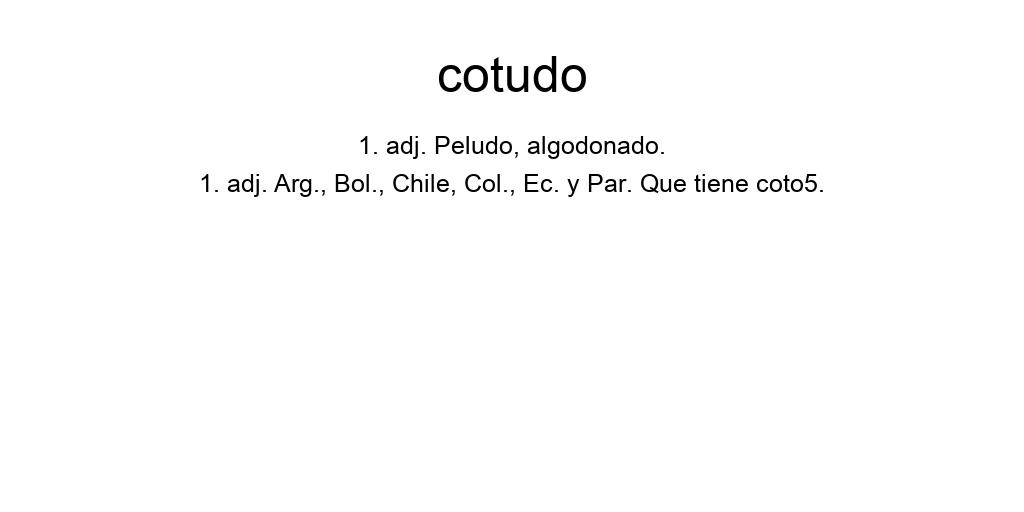 cotudo
1. adj. Peludo, algodonado.
1. adj. Arg., Bol., Chile, Col., Ec. y Par. Que tiene coto5.